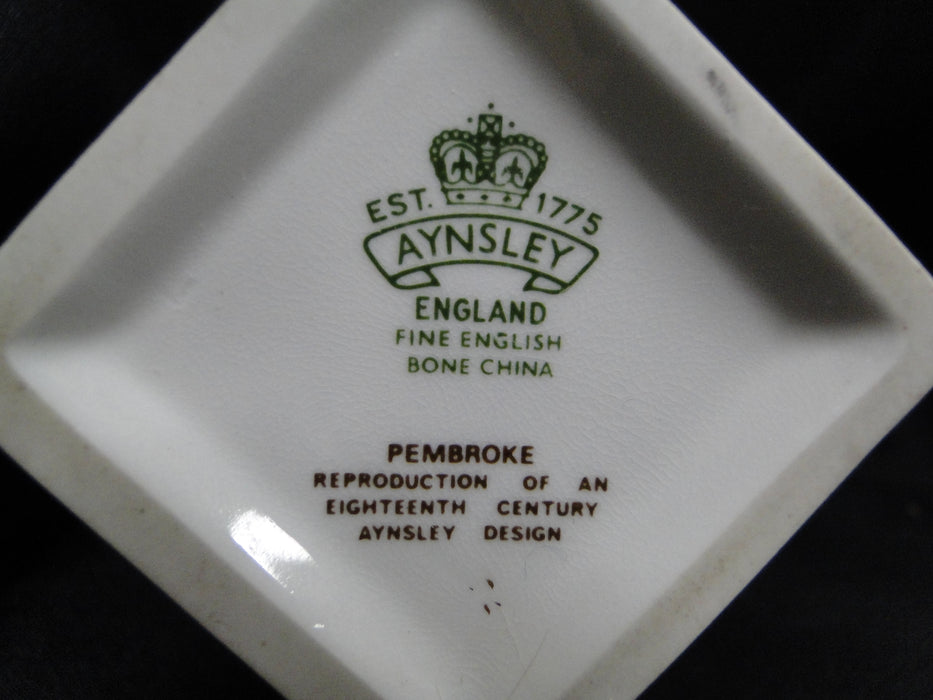 EST. 1775
AYNSLEY
ENGLAND
FINE ENGLISH
BONE CHINA
PEMBROKE
REPRODUCTION OF AN
EIGHTEENTH CENTURY
AYNSLEY DESIGN